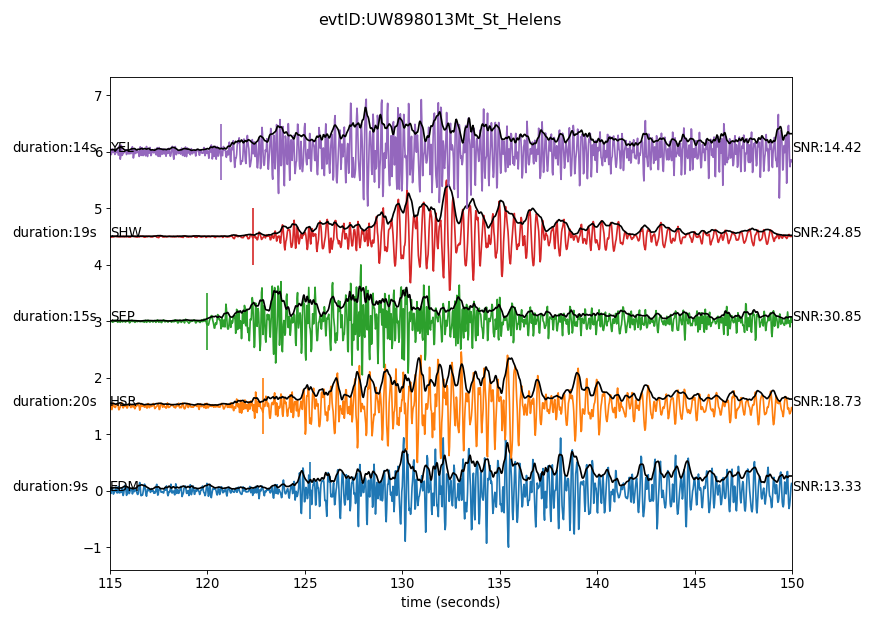 evtID:UW898013Mt_St_Helens
7
duration:14s YEL 6 SNR:14.42
5
duration:19s SHW SNR:24.85
4
duration:15s SEP 3 SNR:30.85
2
duration:20s HSR SNR:18.73
1
duration:9s EDM 0 SNR:13.33
−1
115 120 125 130 135 140 145 150
time (seconds)